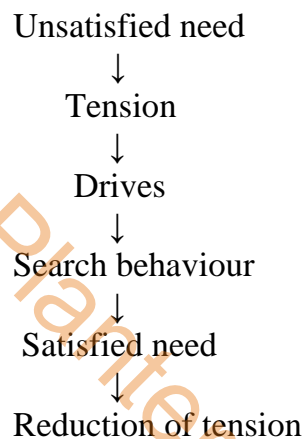 Unsatisfied need
↓
Tension
↓
Drives
↓
Search behaviour
↓
Satisfied need
↓
Reduction of tension